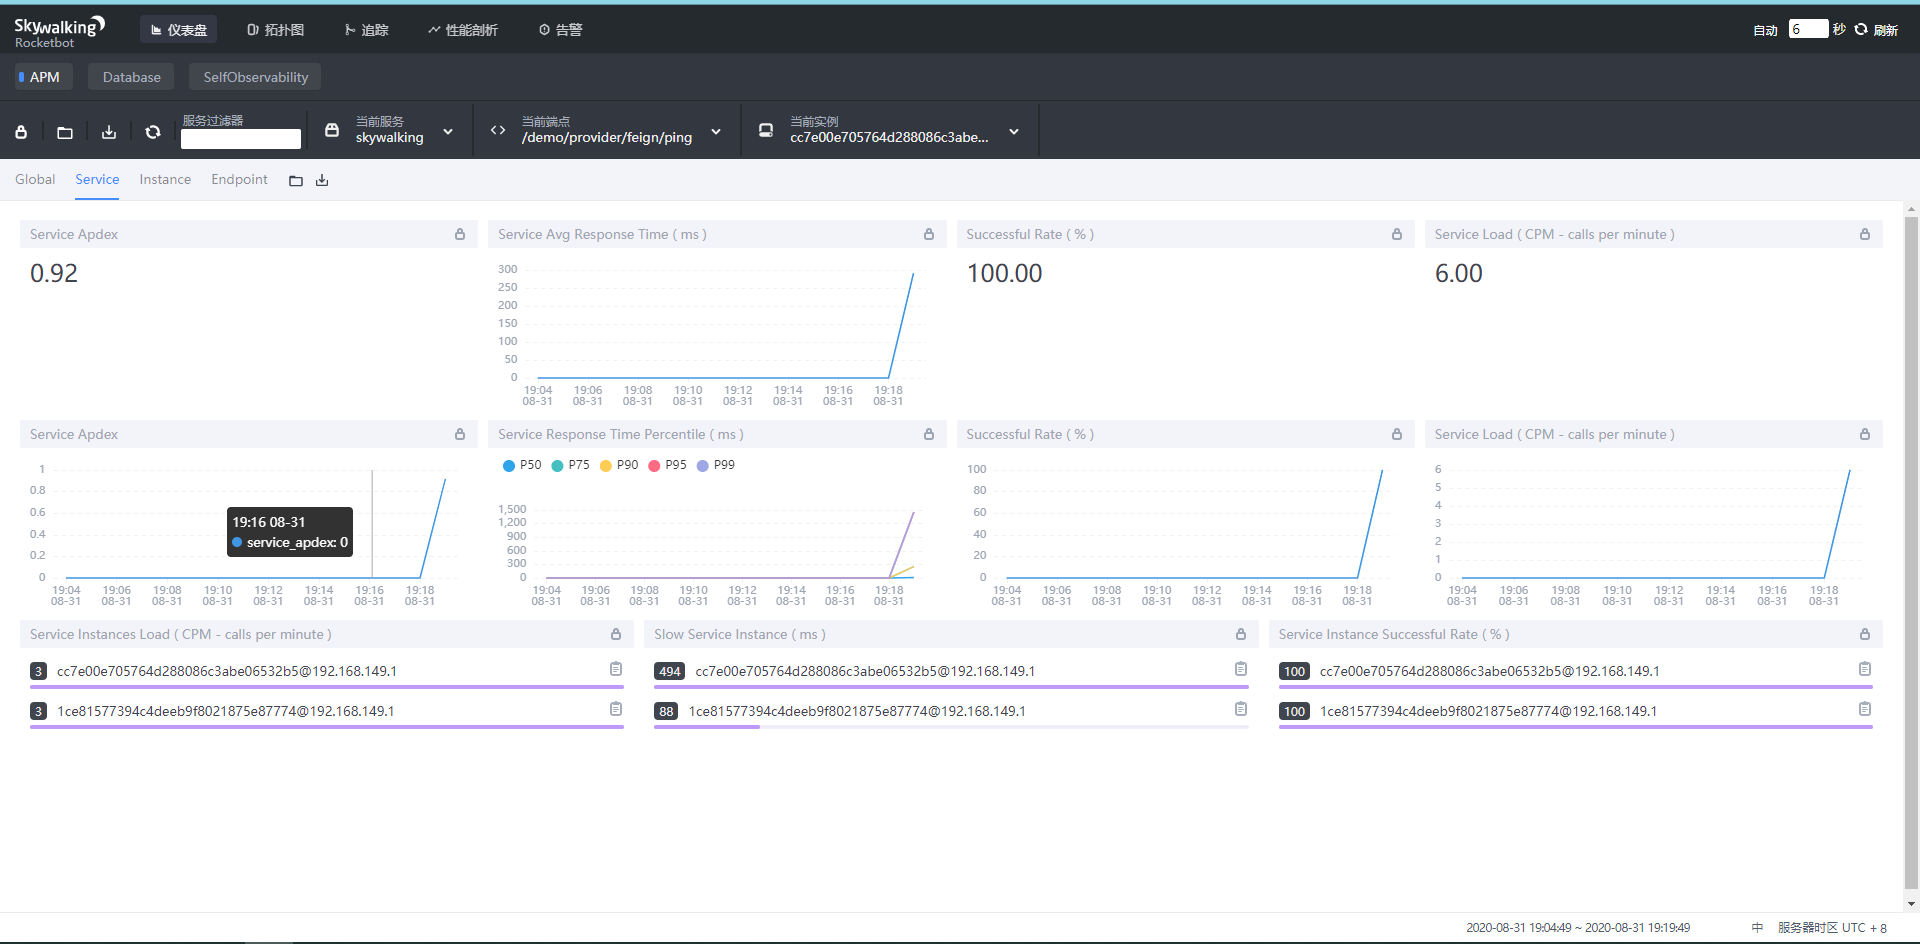 Skywalking
Rocketbot
仪表盘
拓扑图
追踪
性能剖析
告警
自动 6 秒 刷新
APM
Database
SelfObservability
服务过滤器
当前服务
skywalking
当前端点
/demo/provider/feign/ping
当前实例
cc7e00e705764d288086c3abe...
Global Service Instance Endpoint
Service Apdex
0.92
Service Avg Response Time ( ms )
300
250
200
150
100
50
0
19:04 19:06 19:08 19:10 19:12 19:14 19:16 19:18
08-31 08-31 08-31 08-31 08-31 08-31 08-31 08-31
Successful Rate ( % )
100.00
Service Load ( CPM - calls per minute )
6.00
Service Apdex
1
0.8
0.6
0.4
0.2
0
19:16 08-31
service_apdex: 0
19:04 19:06 19:08 19:10 19:12 19:14 19:16 19:18
08-31 08-31 08-31 08-31 08-31 08-31 08-31 08-31
Service Response Time Percentile ( ms )
P50 P75 P90 P95 P99
1,500
1,200
900
600
300
0
19:04 19:06 19:08 19:10 19:12 19:14 19:16 19:18
08-31 08-31 08-31 08-31 08-31 08-31 08-31 08-31
Successful Rate ( % )
100
80
60
40
20
0
19:04 19:06 19:08 19:10 19:12 19:14 19:16 19:18
08-31 08-31 08-31 08-31 08-31 08-31 08-31 08-31
Service Load ( CPM - calls per minute )
6
5
4
3
2
1
0
19:04 19:06 19:08 19:10 19:12 19:14 19:16 19:18
08-31 08-31 08-31 08-31 08-31 08-31 08-31 08-31
Service Instances Load ( CPM - calls per minute )
3 cc7e00e705764d288086c3abe06532b5@192.168.149.1
3 1ce81577394c4deeb9f8021875e87774@192.168.149.1
Slow Service Instance ( ms )
494 cc7e00e705764d288086c3abe06532b5@192.168.149.1
88 1ce81577394c4deeb9f8021875e87774@192.168.149.1
Service Instance Successful Rate ( % )
100 cc7e00e705764d288086c3abe06532b5@192.168.149.1
100 1ce81577394c4deeb9f8021875e87774@192.168.149.1
2020-08-31 19:04:49 ~ 2020-08-31 19:19:49 中 服务器时区 UTC + 8